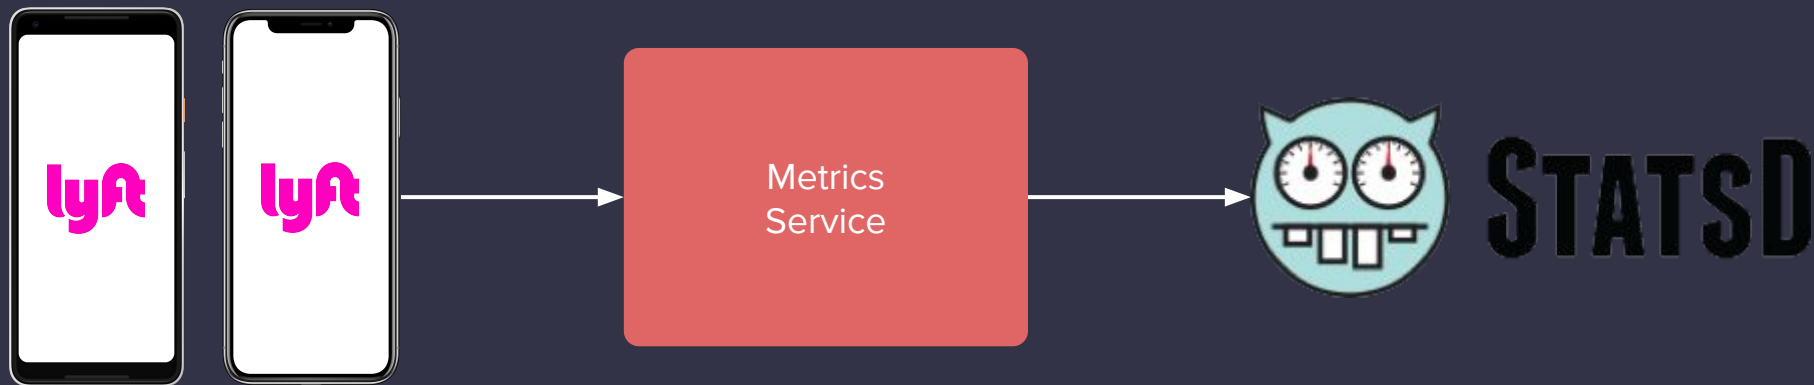 lyft
lyft
Metrics
Service
STATSD